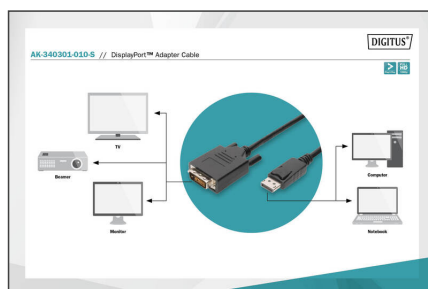 DIGITUS®
AK-340301-010-S // DisplayPort™ Adapter Cable
TV
Beamer
Monitor
Computer
Notebook